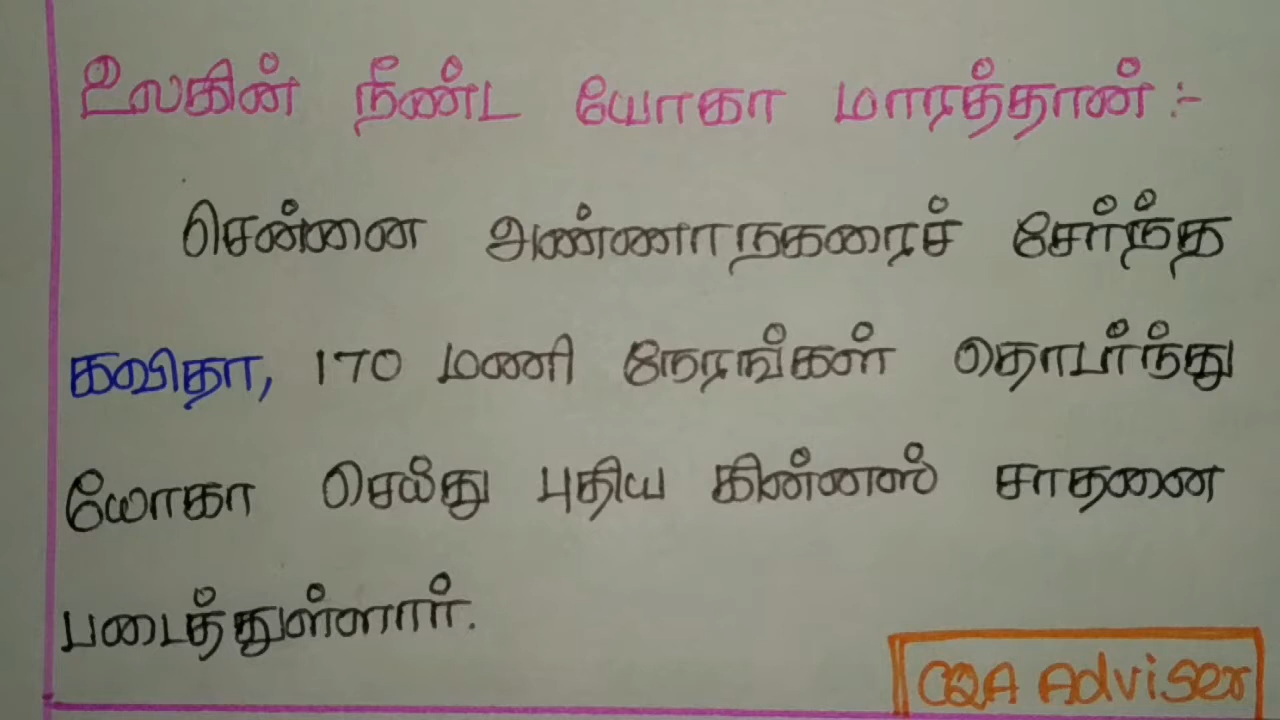 உலகின் நீண்ட யோகா மாரத்தான் :-
சென்னை அண்ணாநகரைச் சேர்ந்த
கவிதா, 170 மணி நேரங்கள் தொடர்ந்து
யோகா செய்து புதிய கின்னஸ் சாதனை
படைத்துள்ளார்.
CQA Adviser